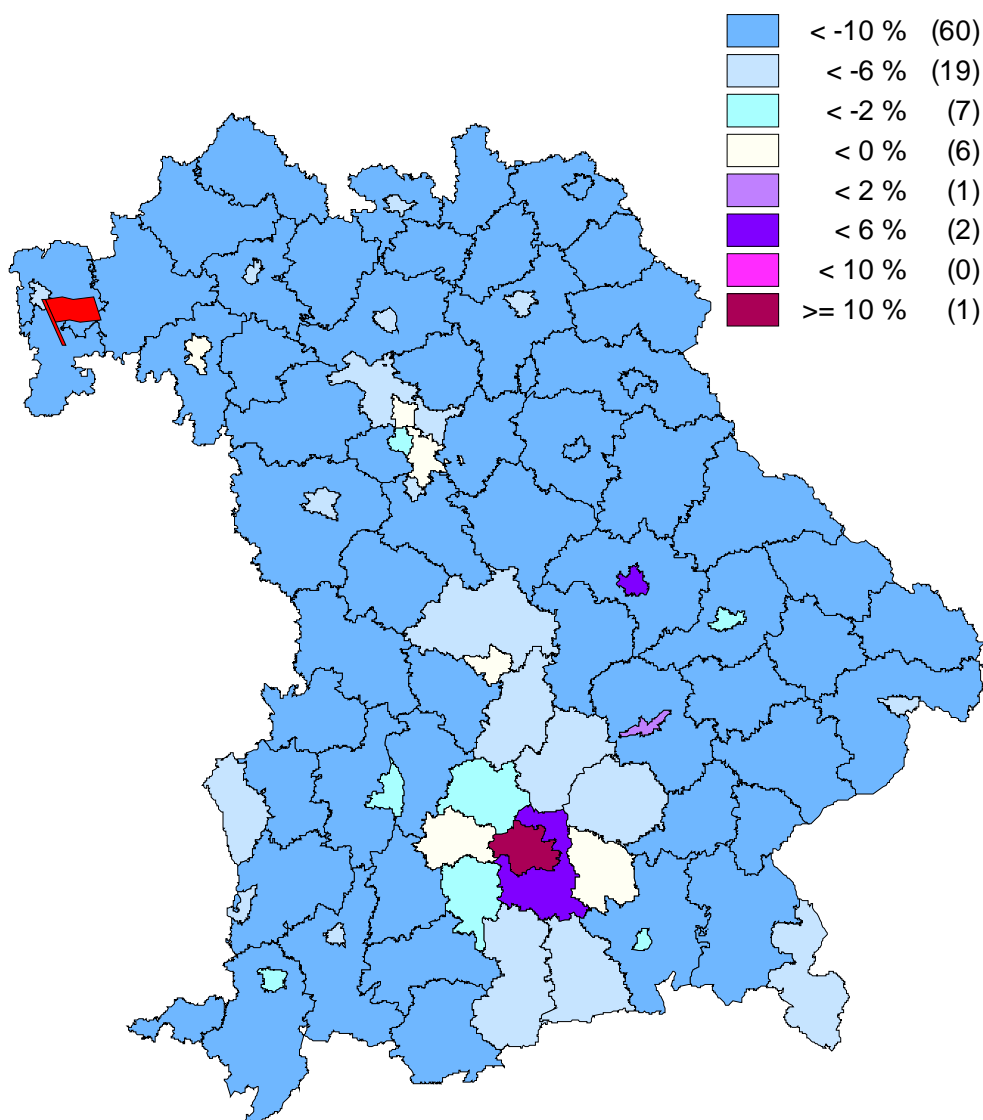 < -10 % (60)
< -6 % (19)
< -2 % (7)
< 0 % (6)
< 2 % (1)
< 6 % (2)
< 10 % (0)
>= 10 % (1)